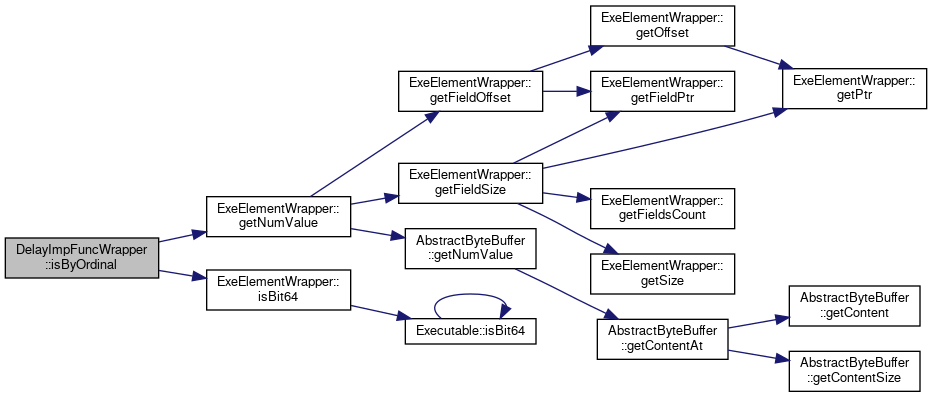 DelayImpFuncWrapper
::isByOrdinal
ExeElementWrapper::
getNumValue
ExeElementWrapper::
isBit64
ExeElementWrapper::
getFieldOffset
ExeElementWrapper::
getFieldSize
AbstractByteBuffer
::getNumValue
Executable::isBit64
ExeElementWrapper::
getOffset
ExeElementWrapper::
getFieldPtr
ExeElementWrapper::
getFieldsCount
ExeElementWrapper::
getSize
AbstractByteBuffer
::getContentAt
ExeElementWrapper::
getPtr
AbstractByteBuffer
::getContent
AbstractByteBuffer
::getContentSize